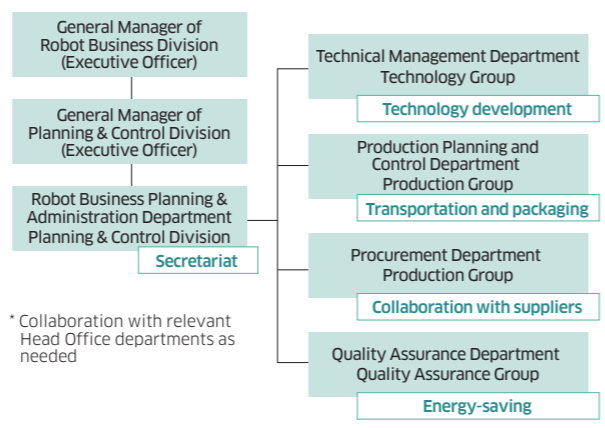 General Manager of
Robot Business Division
(Executive Officer)
General Manager of
Planning & Control Division
(Executive Officer)
Robot Business Planning &
Administration Department
Planning & Control Division
Secretariat
* Collaboration with relevant
Head Office departments as
needed
Technical Management Department
Technology Group
Technology development
Production Planning and
Control Department
Production Group
Transportation and packaging
Procurement Department
Production Group
Collaboration with suppliers
Quality Assurance Department
Quality Assurance Group
Energy-saving